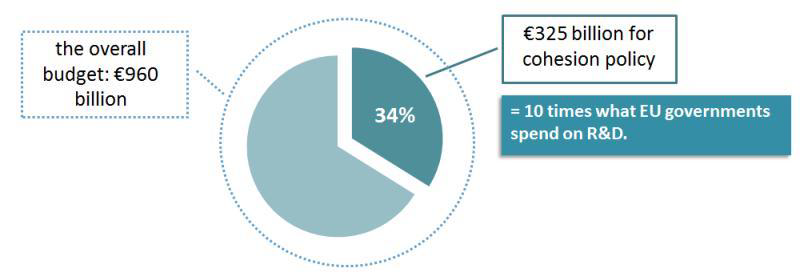 the overall
budget: €960
billion
34%
€325 billion for
cohesion policy
= 10 times what EU governments
spend on R&D.